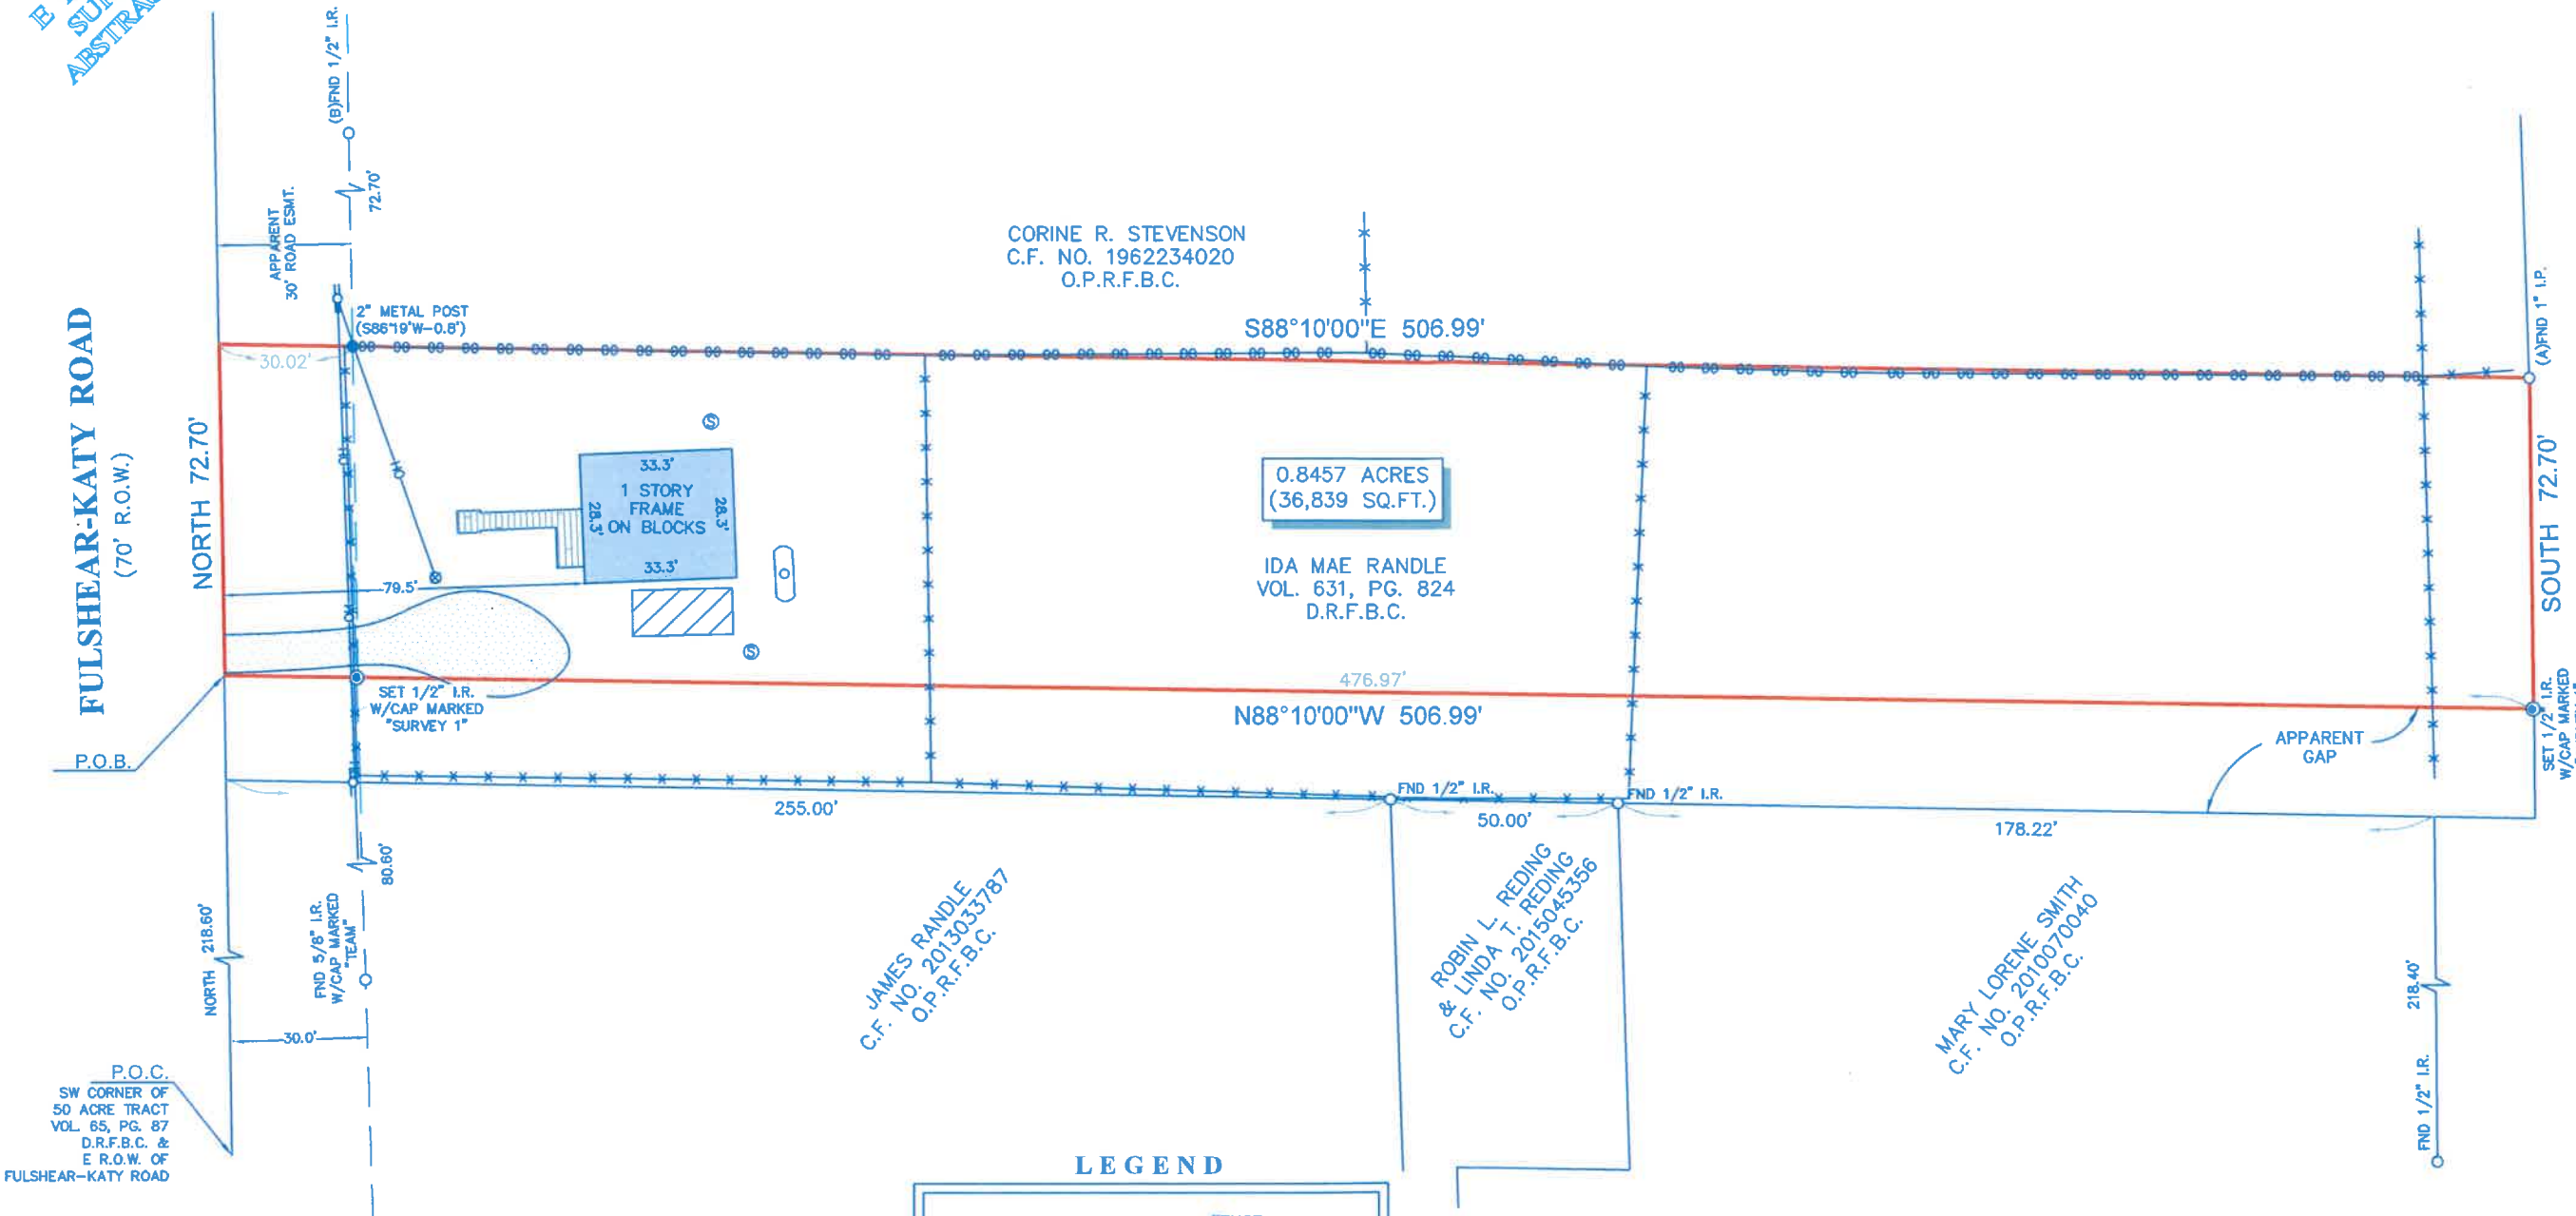 E
SU
ABSTRA
(B)FND 1/2" I.R.
72.70'
APPARENT
30' ROAD ESMT.
CORINE R. STEVENSON
C.F. NO. 1962234020
O.P.R.F.B.C.
2" METAL POST
(S86°19'W-0.8')
S88°10'00"E 506.99'
(A)FND 1" I.P.
30.02'
FULSHEAR-KATY ROAD
(70' R.O.W.)
NORTH 72.70'
S
33.3'
1 STORY
FRAME
ON BLOCKS
28.3'
28.3'
33.3'
79.5'
S
0.8457 ACRES
(36,839 SQ.FT.)
IDA MAE RANDLE
VOL. 631, PG. 824
D.R.F.B.C.
SOUTH 72.70'
476.97'
N88°10'00"W 506.99'
SET 1/2" I.R.
W/CAP MARKED
"SURVEY 1"
SET 1/2" I.R.
W/CAP MARKED
P.O.B.
APPARENT
GAP
FND 1/2" I.R.
FND 1/2" I.R.
255.00'
50.00'
178.22'
80.60'
NORTH 218.60'
FND 5/8" I.R.
W/CAP MARKED
"TEAM"
JAMES RANDLE
C.F. NO. 2013033787
O.P.R.F.B.C.
ROBIN L. REDING
& LINDA T. REDING
C.F. NO. 2015045356
O.P.R.F.B.C.
MARY LORENE SMITH
C.F. NO. 2010070040
O.P.R.F.B.C.
218.40'
FND 1/2" I.R.
30.0'
P.O.C.
SW CORNER OF
50 ACRE TRACT
VOL. 65, PG. 87
D.R.F.B.C. &
E R.O.W. OF
FULSHEAR-KATY ROAD
LEGEND